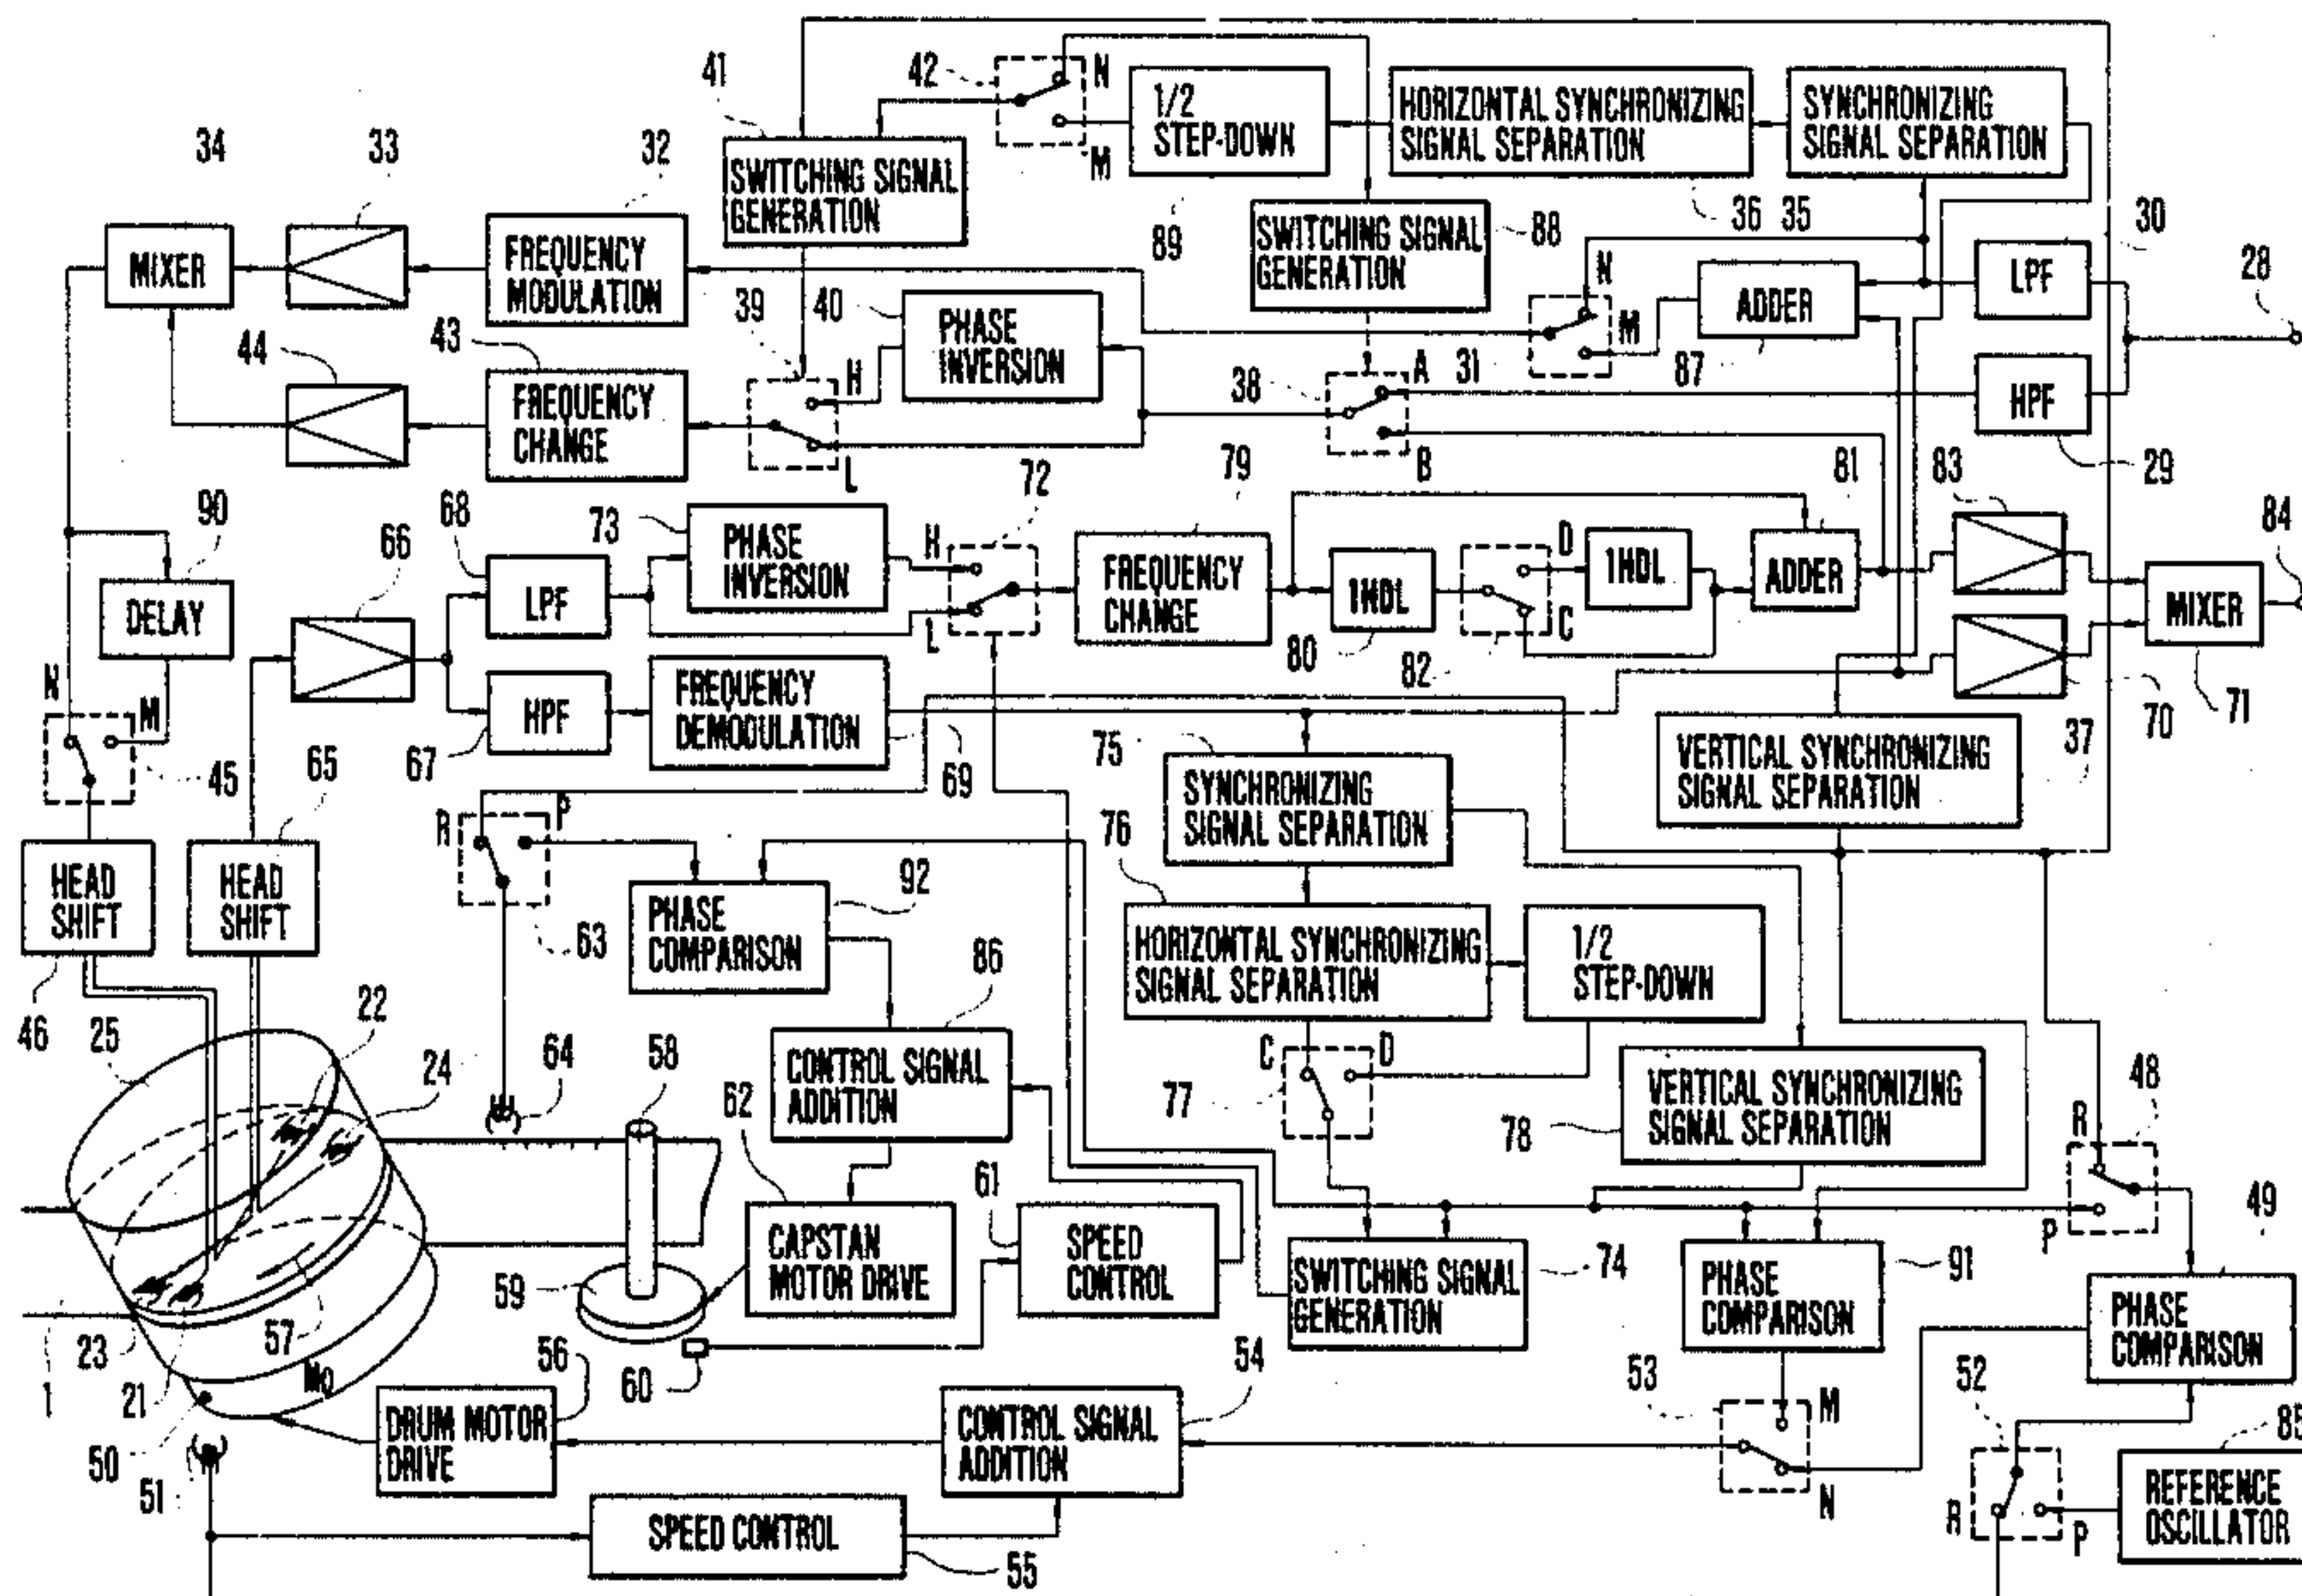 41
42
N
M
1/2
STEP-DOWN
HORIZONTAL SYNCHRONIZING
SIGNAL SEPARATION
SYNCHRONIZING
SIGNAL SEPARATION
34
33
32
SWITCHING SIGNAL
GENERATION
89
SWITCHING SIGNAL
GENERATION
88
36
35
30
28
MIXER
FREQUENCY
MODULATION
39
40
N
M
ADDER
LPF
44
43
PHASE
INVERSION
38
A
31
87
FREQUENCY
CHANGE
H
L
B
HPF
29
90
68
73
72
79
81
83
84
66
LPF
PHASE
INVERSION
H
L
FREQUENCY
CHANGE
1HDL
D
C
1HDL
ADDER
DELAY
80
82
MIXER
N
M
HPF
FREQUENCY
DEMODULATION
70
71
45
65
67
69
75
37
VERTICAL SYNCHRONIZING
SIGNAL SEPARATION
R
P
SYNCHRONIZING
SIGNAL SEPARATION
76
HEAD
SHIFT
HEAD
SHIFT
63
PHASE
COMPARISON
92
HORIZONTAL SYNCHRONIZING
SIGNAL SEPARATION
1/2
STEP-DOWN
86
46
25
22
24
64
58
62
CONTROL SIGNAL
ADDITION
C
D
77
VERTICAL SYNCHRONIZING
SIGNAL SEPARATION
78
48
R
P
61
49
59
CAPSTAN
MOTOR DRIVE
SPEED
CONTROL
SWITCHING SIGNAL
GENERATION
74
PHASE
COMPARISON
91
PHASE
COMPARISON
1
23
21
57
Mo
56
60
54
53
M
N
52
85
50
51
DRUM MOTOR
DRIVE
CONTROL SIGNAL
ADDITION
R
P
REFERENCE
OSCILLATOR
SPEED CONTROL
55